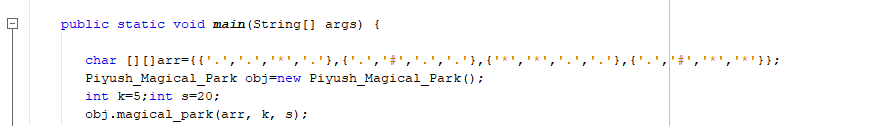 public static void main(String[] args) {
char [][]arr={{'.','.','*','.'},{'.','#','.','.'},{'*','*','.','.'},{'.','#','*','*'}};
Piyush_Magical_Park obj=new Piyush_Magical_Park();
int k=5;int s=20;
obj.magical_park(arr, k, s);